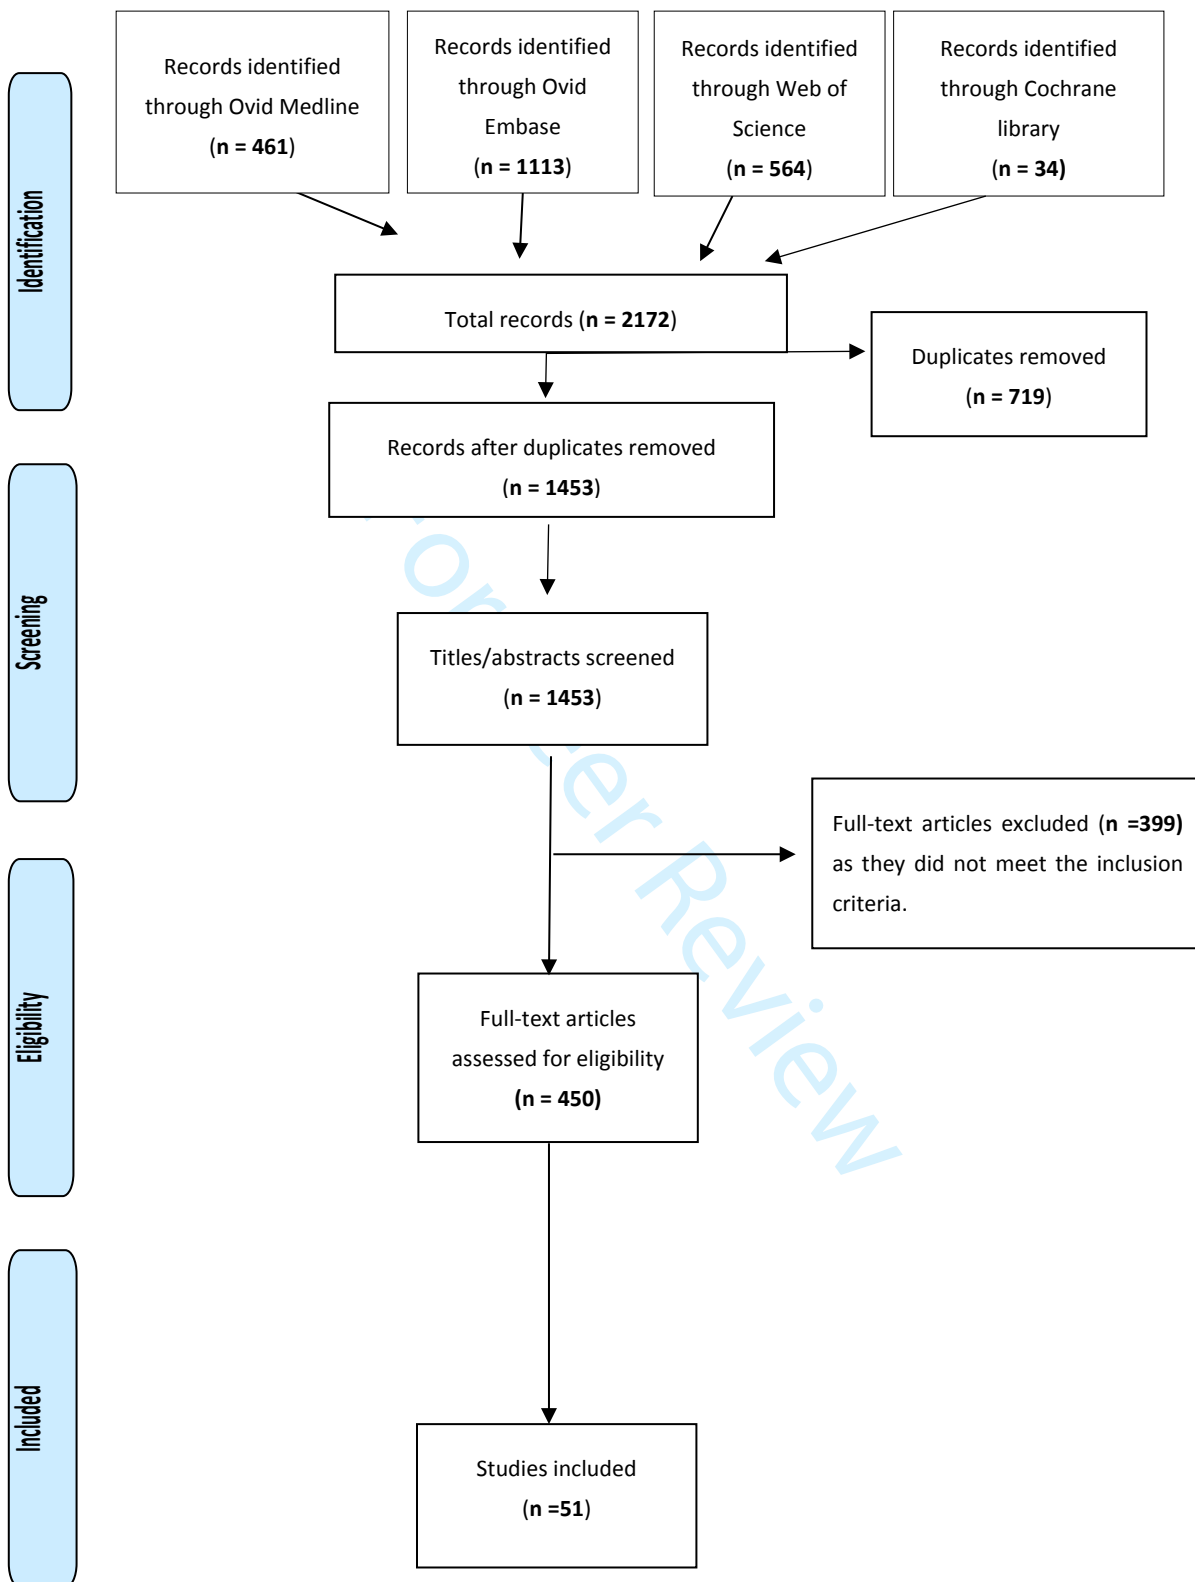 Records identified
through Ovid Medline
(n = 461)
Records identified
through Ovid
Embase
(n = 1113)
Records identified
through Web of
Science
(n = 564)
Records identified
through Cochrane
library
(n = 34)
Identification
Total records (n = 2172)
Duplicates removed
(n = 719)
Records after duplicates removed
(n = 1453)
Screening
Titles/abstracts screened
(n = 1453)
Full-text articles excluded (n =399)
as they did not meet the inclusion
criteria.
Eligibility
Full-text articles
assessed for eligibility
(n = 450)
Included
Studies included
(n =51)
Review